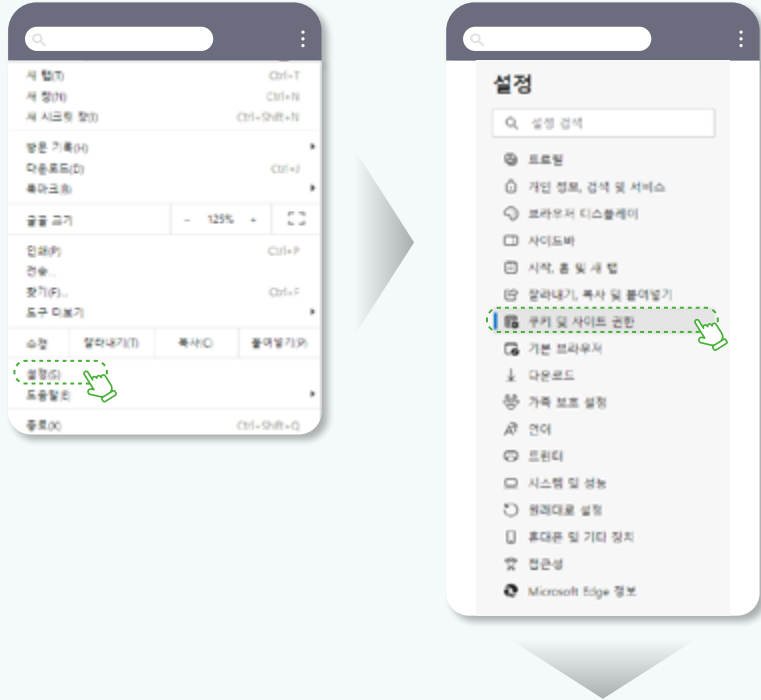 새 탭(T) Ctrl+T
새 창(N) Ctrl+N
새 시크릿 창(I) Ctrl+Shift+N
방문 기록(H)
다운로드(D) Ctrl+J
북마크(B)
글꼴 크기 - 125% +
인쇄(P) Ctrl+P
전송...
찾기(F)... Ctrl+F
도구 더보기
수정 잘라내기(T) 복사(C) 붙여넣기(P)
설정(S)
도움말(E)
종료(X) Ctrl+Shift+Q
설정
설정 검색
프로필
개인 정보, 검색 및 서비스
브라우저 디스플레이
사이드바
시작, 홈 및 새 탭
잘라내기, 복사 및 붙여넣기
쿠키 및 사이트 권한
기본 브라우저
다운로드
가족 보호 설정
언어
프린터
시스템 및 성능
원래대로 설정
휴대폰 및 기타 장치
접근성
Microsoft Edge 정보